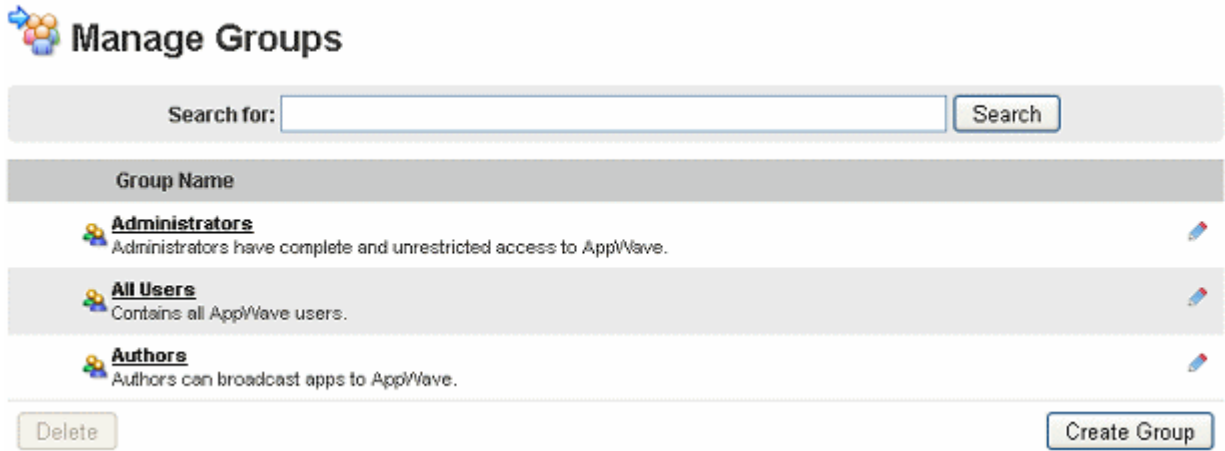 Manage Groups
Search for: Search
Group Name
Administrators
Administrators have complete and unrestricted access to AppWave.
All Users
Contains all AppWave users.
Authors
Authors can broadcast apps to AppWave.
Delete Create Group